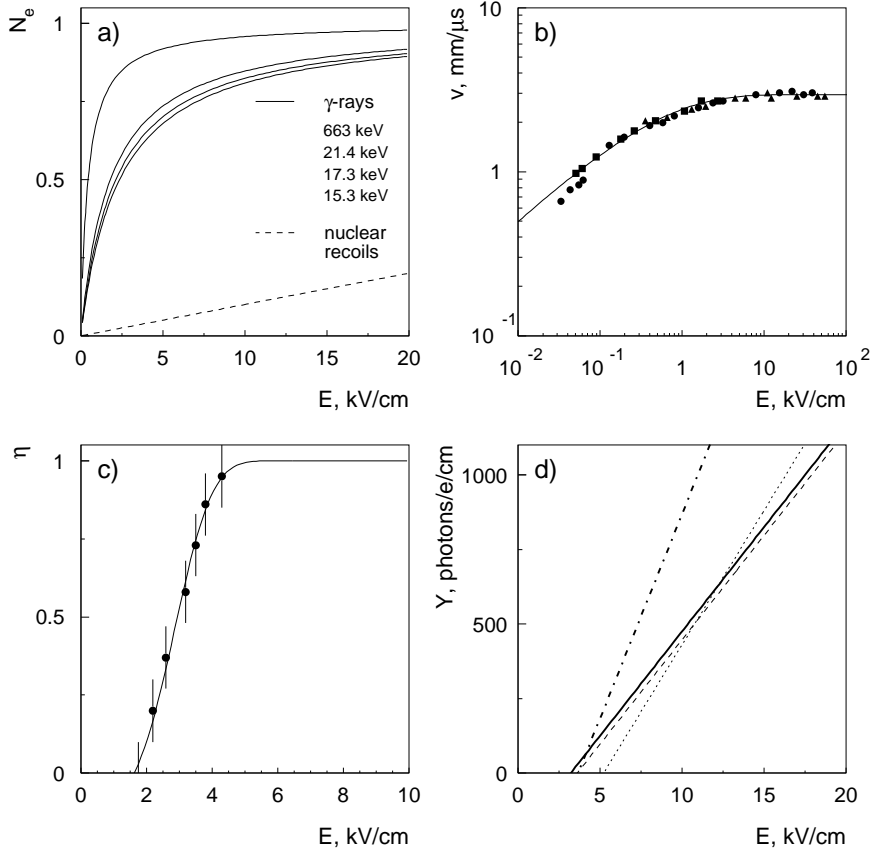 N_e
a)
1
0.5
0
γ-rays
663 keV
21.4 keV
17.3 keV
15.3 keV
nuclear
recoils
0 5 10 15 20
E, kV/cm
v, mm/μs
b)
10
1
10^-1
10^-2 10^-1 1 10 10^2
E, kV/cm
η
c)
1
0.5
0
0 2 4 6 8 10
E, kV/cm
Y, photons/e/cm
d)
1000
500
0
0 5 10 15 20
E, kV/cm